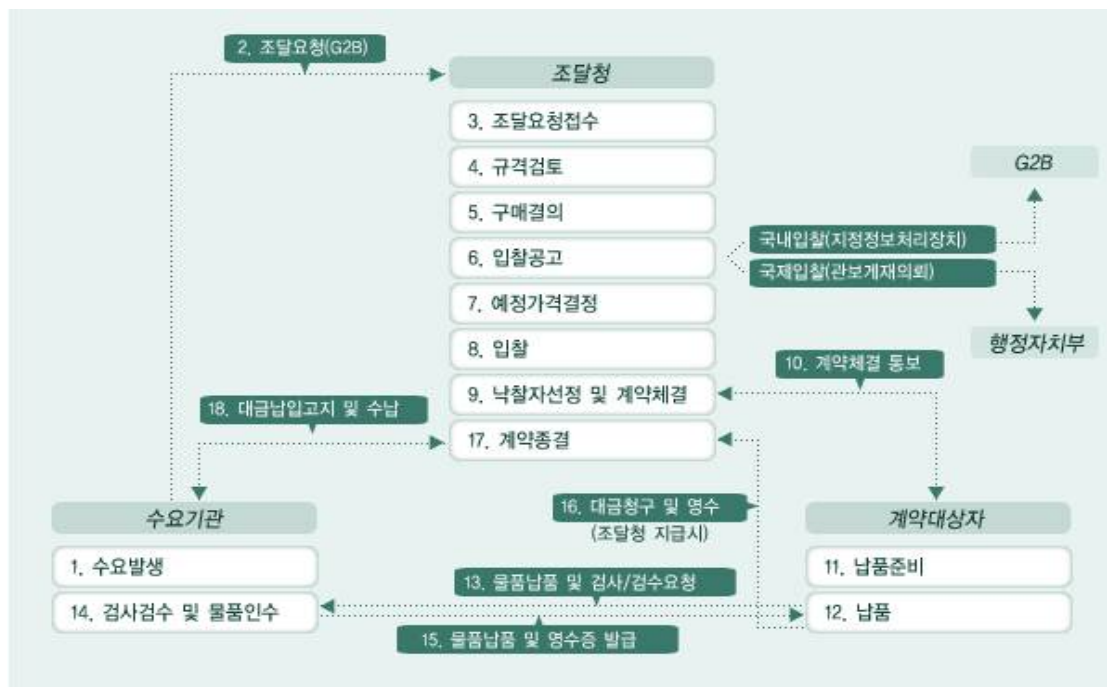 2. 조달요청(G2B)
조달청
3. 조달요청접수
4. 규격검토
G2B
5. 구매결의
국내입찰(지정정보처리장치)
6. 입찰공고
국제입찰(관보게재의뢰)
7. 예정가격결정
8. 입찰
행정자치부
10. 계약체결 통보
9. 낙찰자선정 및 계약체결
18. 대금납입고지 및 수납
17. 계약종결
수요기관
16. 대금청구 및 영수
(조달청 지급시)
계약대상자
1. 수요발생
11. 납품준비
13. 물품납품 및 검사/검수요청
14. 검사검수 및 물품인수
12. 납품
15. 물품납품 및 영수증 발급